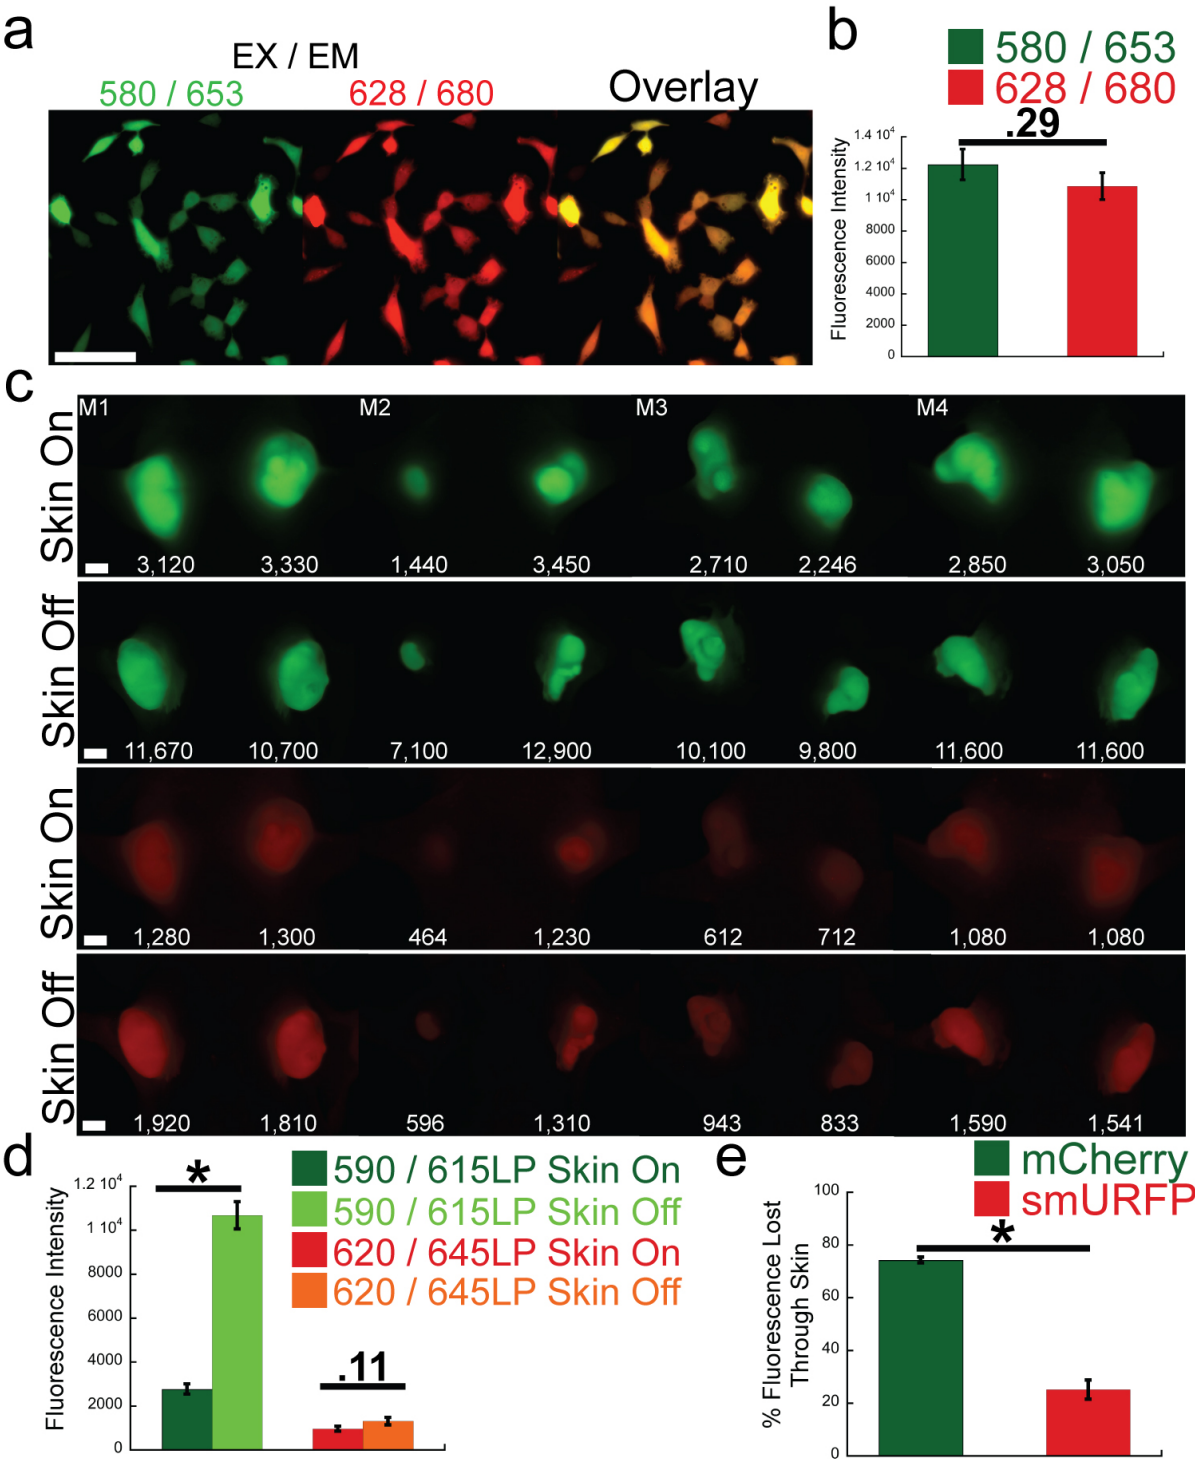 a
EX / EM
580 / 653
628 / 680
Overlay
b
580 / 653
628 / 680
.29
Fluorescence Intensity
1.4 10⁴
1.2 10⁴
1 10⁴
8000
6000
4000
2000
0
c
Skin On
M1
M2
M3
M4
3,120
3,330
1,440
3,450
2,710
2,246
2,850
3,050
Skin Off
11,670
10,700
7,100
12,900
10,100
9,800
11,600
11,600
Skin On
1,280
1,300
464
1,230
612
712
1,080
1,080
Skin Off
1,920
1,810
596
1,310
943
833
1,590
1,541
d
Fluorescence Intensity
1.2 10⁴
1 10⁴
8000
6000
4000
2000
0
*
.11
590 / 615LP Skin On
590 / 615LP Skin Off
620 / 645LP Skin On
620 / 645LP Skin Off
e
mCherry
smURFP
% Fluorescence Lost
Through Skin
100
80
60
40
20
0
*